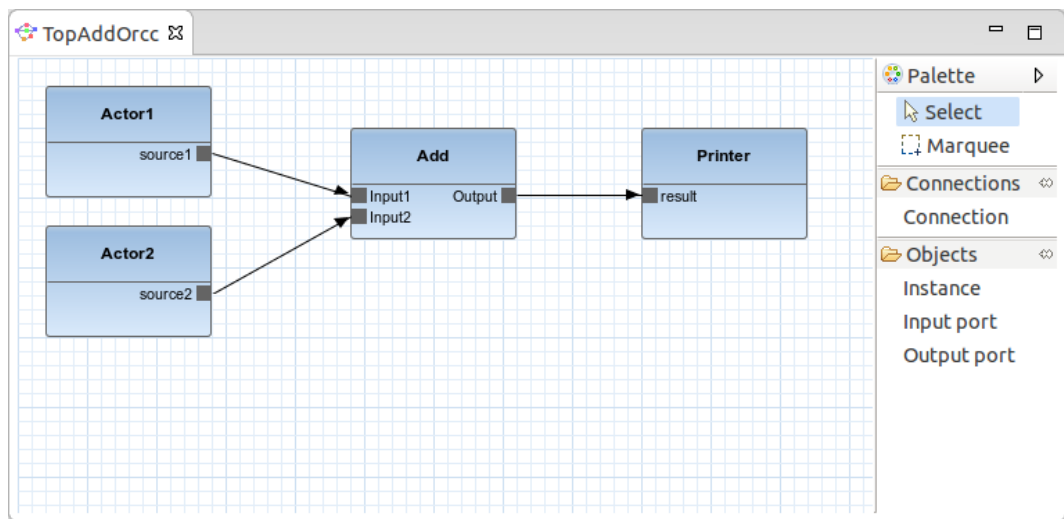 TopAddOrcc
Actor1
source1
Actor2
source2
Add
Input1 Output
Input2
Printer
result
Palette
Select
Marquee
Connections
Connection
Objects
Instance
Input port
Output port